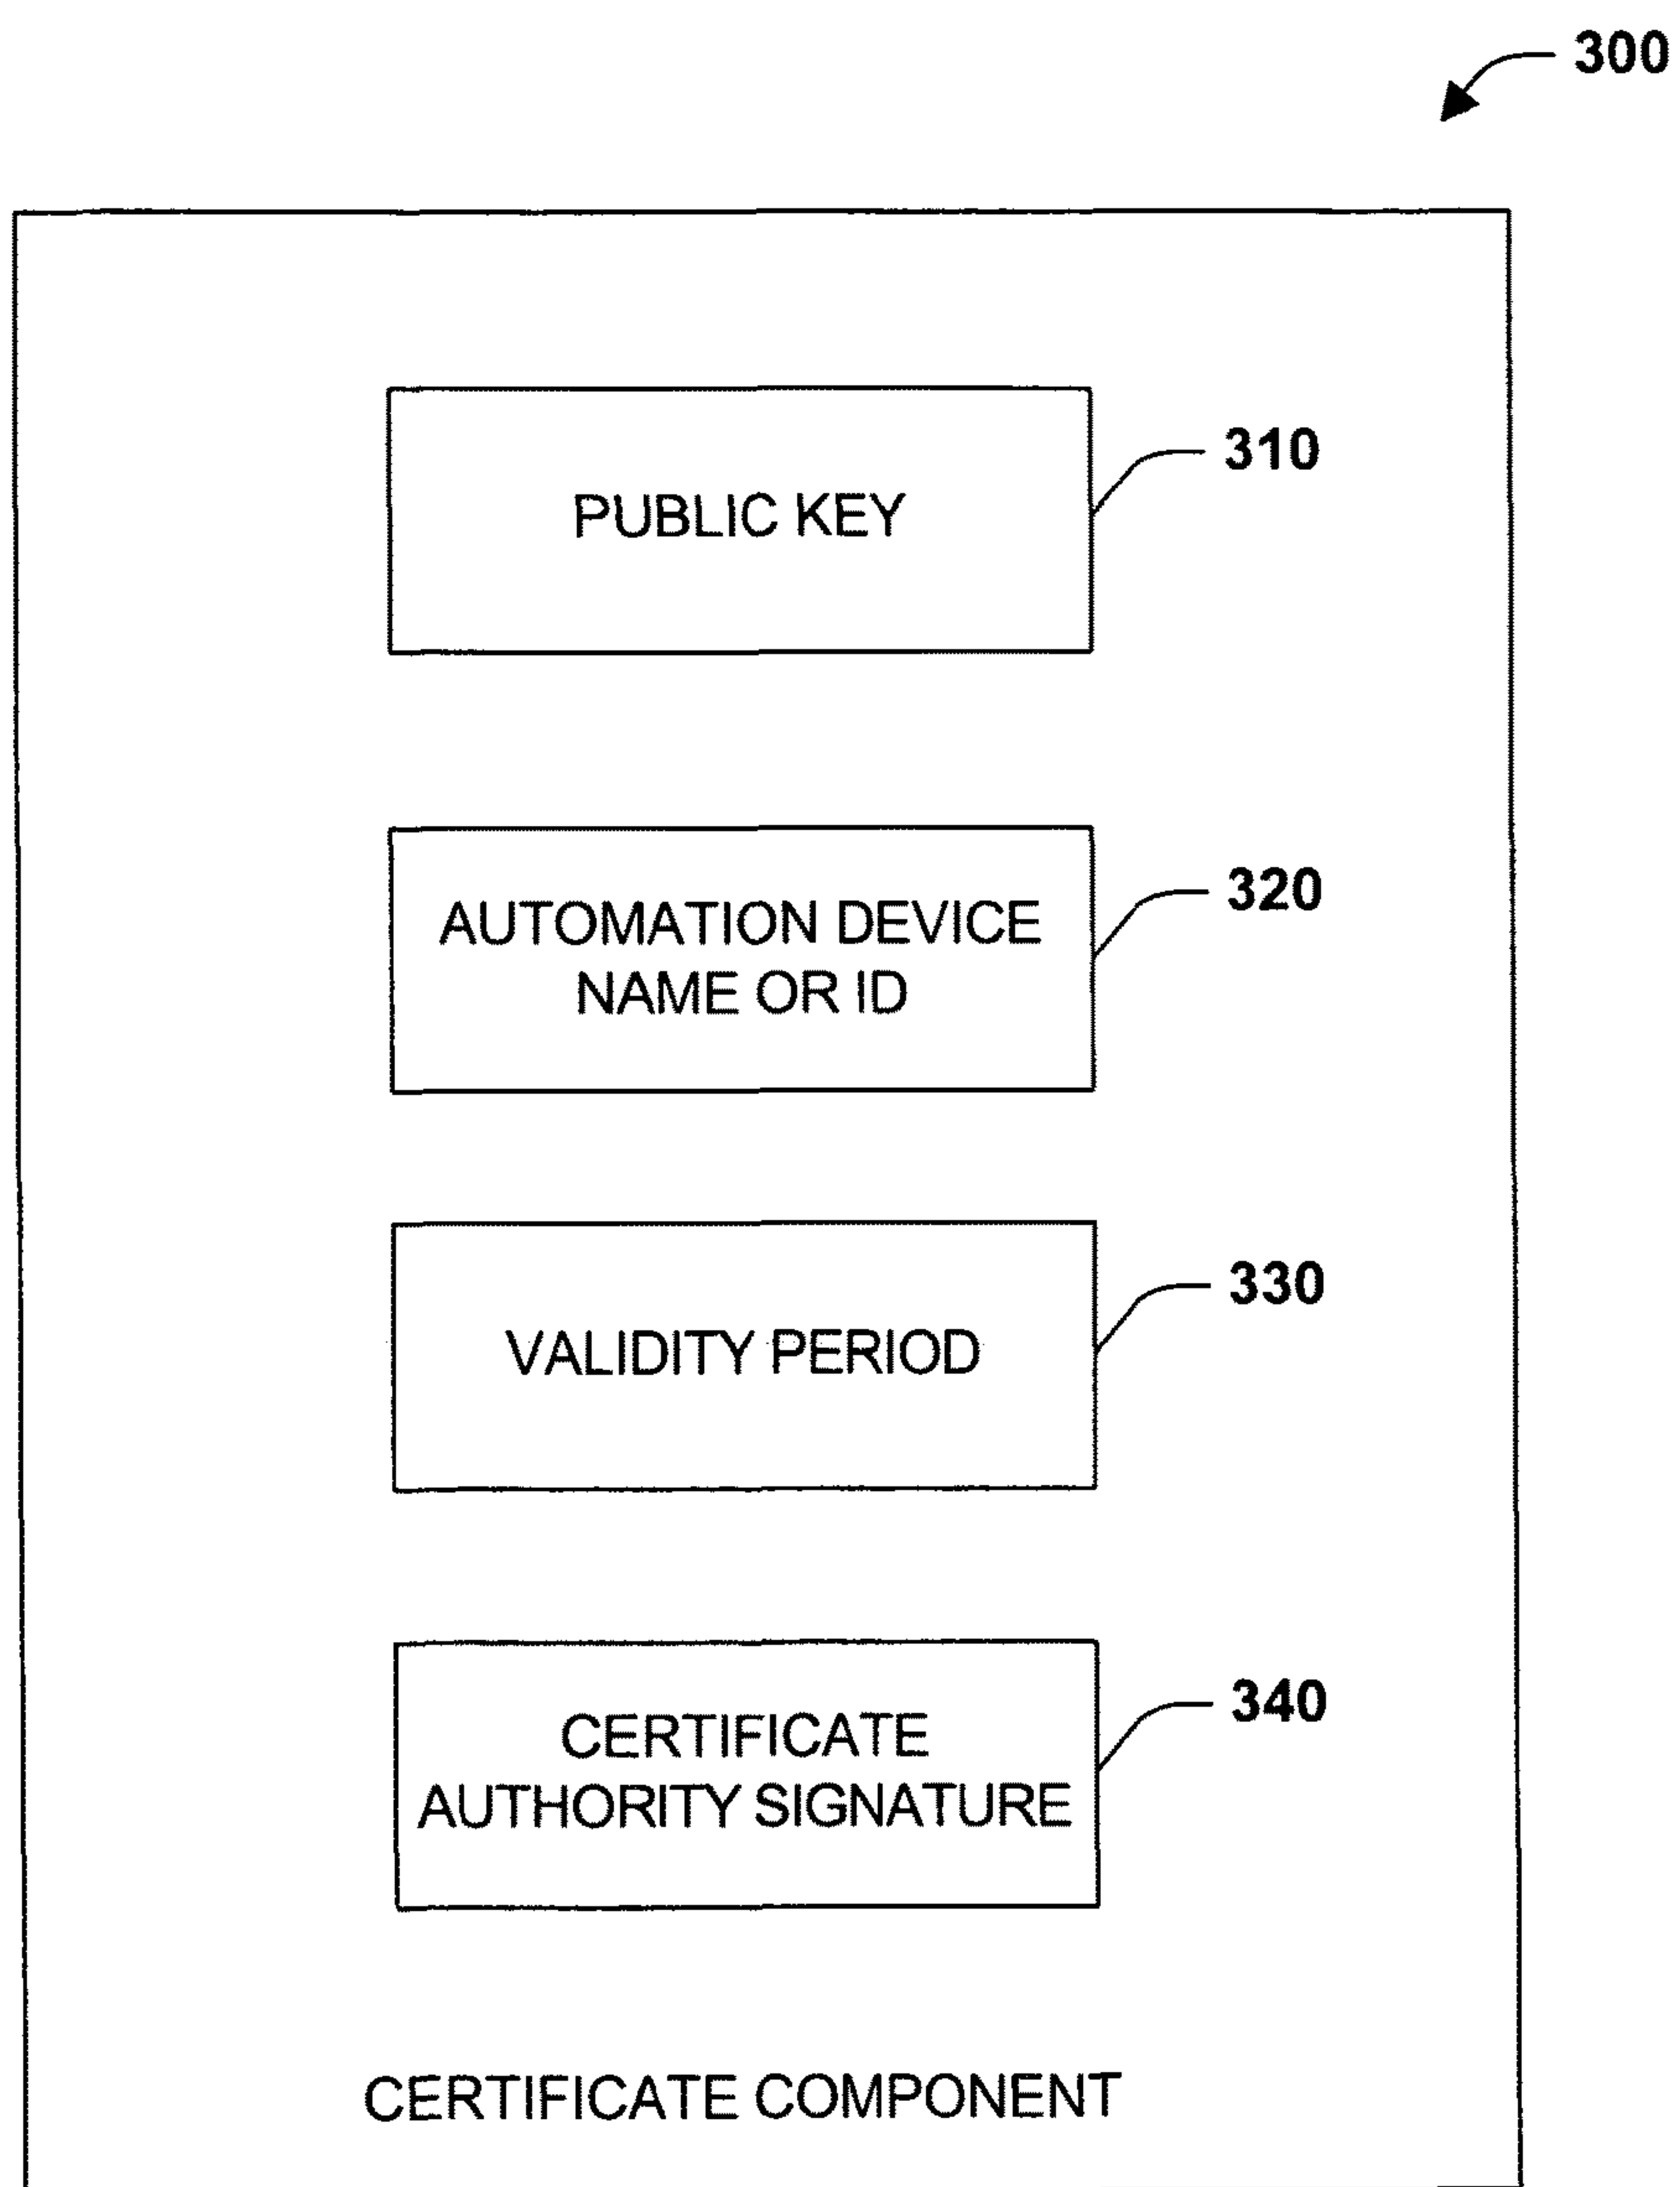 300
310
PUBLIC KEY
320
AUTOMATION DEVICE
NAME OR ID
330
VALIDITY PERIOD
340
CERTIFICATE
AUTHORITY SIGNATURE
CERTIFICATE COMPONENT